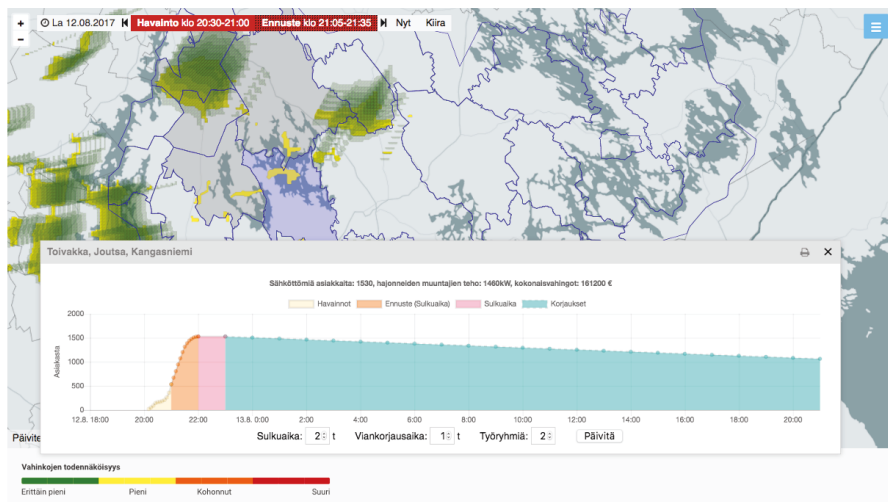 + La 12.08.2017 Havainto klo 20:30-21:00 Ennuste klo 21:05-21:35 Nyt Kiira
−
Toivakka, Joutsa, Kangasniemi
Sähköttömiä asiakkaita: 1530, hajonneiden muuntajien teho: 1460kW, kokonaisvahingot: 161200 €
Havainnot Ennuste (Sulkuaika) Sulkuaika Korjaukset
Asiakasta
2000
1500
1000
500
0
12.8. 18:00 20:00 22:00 13.8. 0:00 2:00 4:00 6:00 8:00 10:00 12:00 14:00 16:00 18:00 20:00
Päivite
Sulkuaika: 2 t Viankorjausaika: 1 t Työryhmiä: 2 Päivitä
Vahinkojen todennäköisyys
Erittäin pieni Pieni Kohonnut Suuri